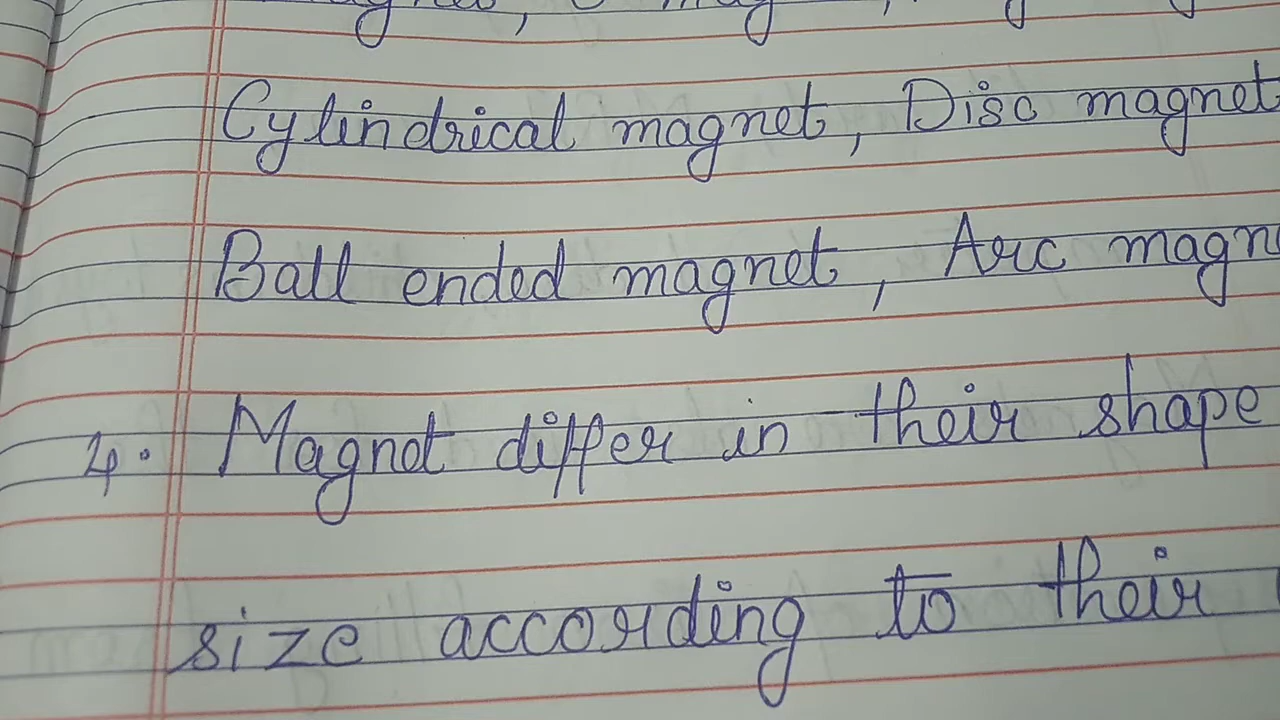 Cylindrical magnet, Disc magnet
Ball ended magnet, Arc magn
4. Magnet differ in their shape
size according to their